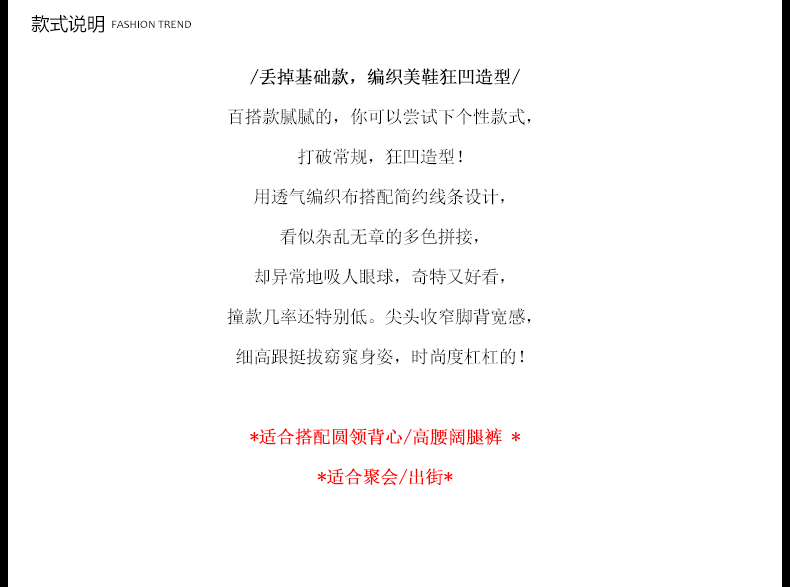 款式说明 FASHION TREND
/丢掉基础款，编织美鞋狂凹造型/
百搭款腻腻的，你可以尝试下个性款式，
打破常规，狂凹造型！
用透气编织布搭配简约线条设计，
看似杂乱无章的多色拼接，
却异常地吸人眼球，奇特又好看，
撞款几率还特别低。尖头收窄脚背宽感，
细高跟挺拔窈窕身姿，时尚度杠杠的！
*适合搭配圆领背心/高腰阔腿裤 *
*适合聚会/出街*